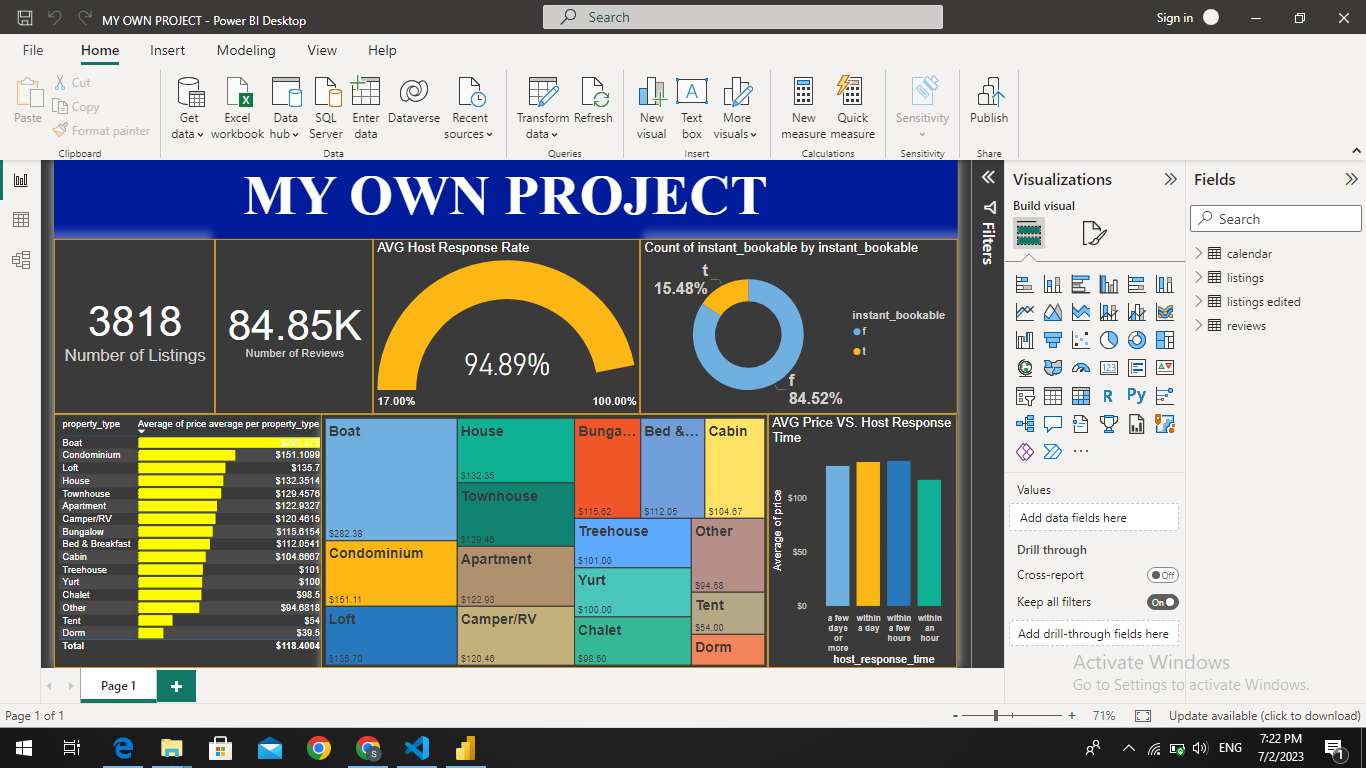 MY OWN PROJECT - Power BI Desktop
Search
Sign in
File
Home
Insert
Modeling
View
Help
Paste
Cut
Copy
Format painter
Clipboard
Get data
Excel workbook
Data hub
SQL Server
Enter data
Dataverse
Recent sources
Data
Transform data
Refresh
Queries
New visual
Text box
More visuals
Insert
New measure
Quick measure
Calculations
Sensitivity
Sensitivity
Publish
Share
MY OWN PROJECT
3818
Number of Listings
84.85K
Number of Reviews
AVG Host Response Rate
94.89%
17.00%
100.00%
Count of instant_bookable by instant_bookable
t
15.48%
f
84.52%
instant_bookable
f
t
property_type Average of price average per property_type
Boat $282.375
Condominium $151.1099
Loft $135.7
House $132.3514
Townhouse $129.4576
Apartment $122.9327
Camper/RV $120.4615
Bungalow $115.6154
Bed & Breakfast $112.0541
Cabin $104.6667
Treehouse $101
Yurt $100
Chalet $98.5
Other $94.6818
Tent $54
Dorm $39.5
Total $118.4004
Boat
$282.38
Condominium
$151.11
Loft
$135.70
House
$132.35
Townhouse
$129.46
Apartment
$122.93
Camper/RV
$120.46
Bunga...
$115.62
Bed &...
$112.05
Cabin
$104.67
Treehouse
$101.00
Yurt
$100.00
Chalet
$98.50
Other
$94.68
Tent
$54.00
Dorm
AVG Price VS. Host Response
Time
Average of price
$100
$50
$0
a few days or more
within a day
within a few hours
within an hour
host_response_time
Filters
Visualizations
Build visual
123
R
Py
Values
Add data fields here
Drill through
Cross-report
Off
Keep all filters
On
Add drill-through fields here
Fields
Search
calendar
listings
listings edited
reviews
Activate Windows
Go to Settings to activate Windows.
Page 1
Page 1 of 1
- + 71%
Update available (click to download)
ENG
7:22 PM
7/2/2023
1